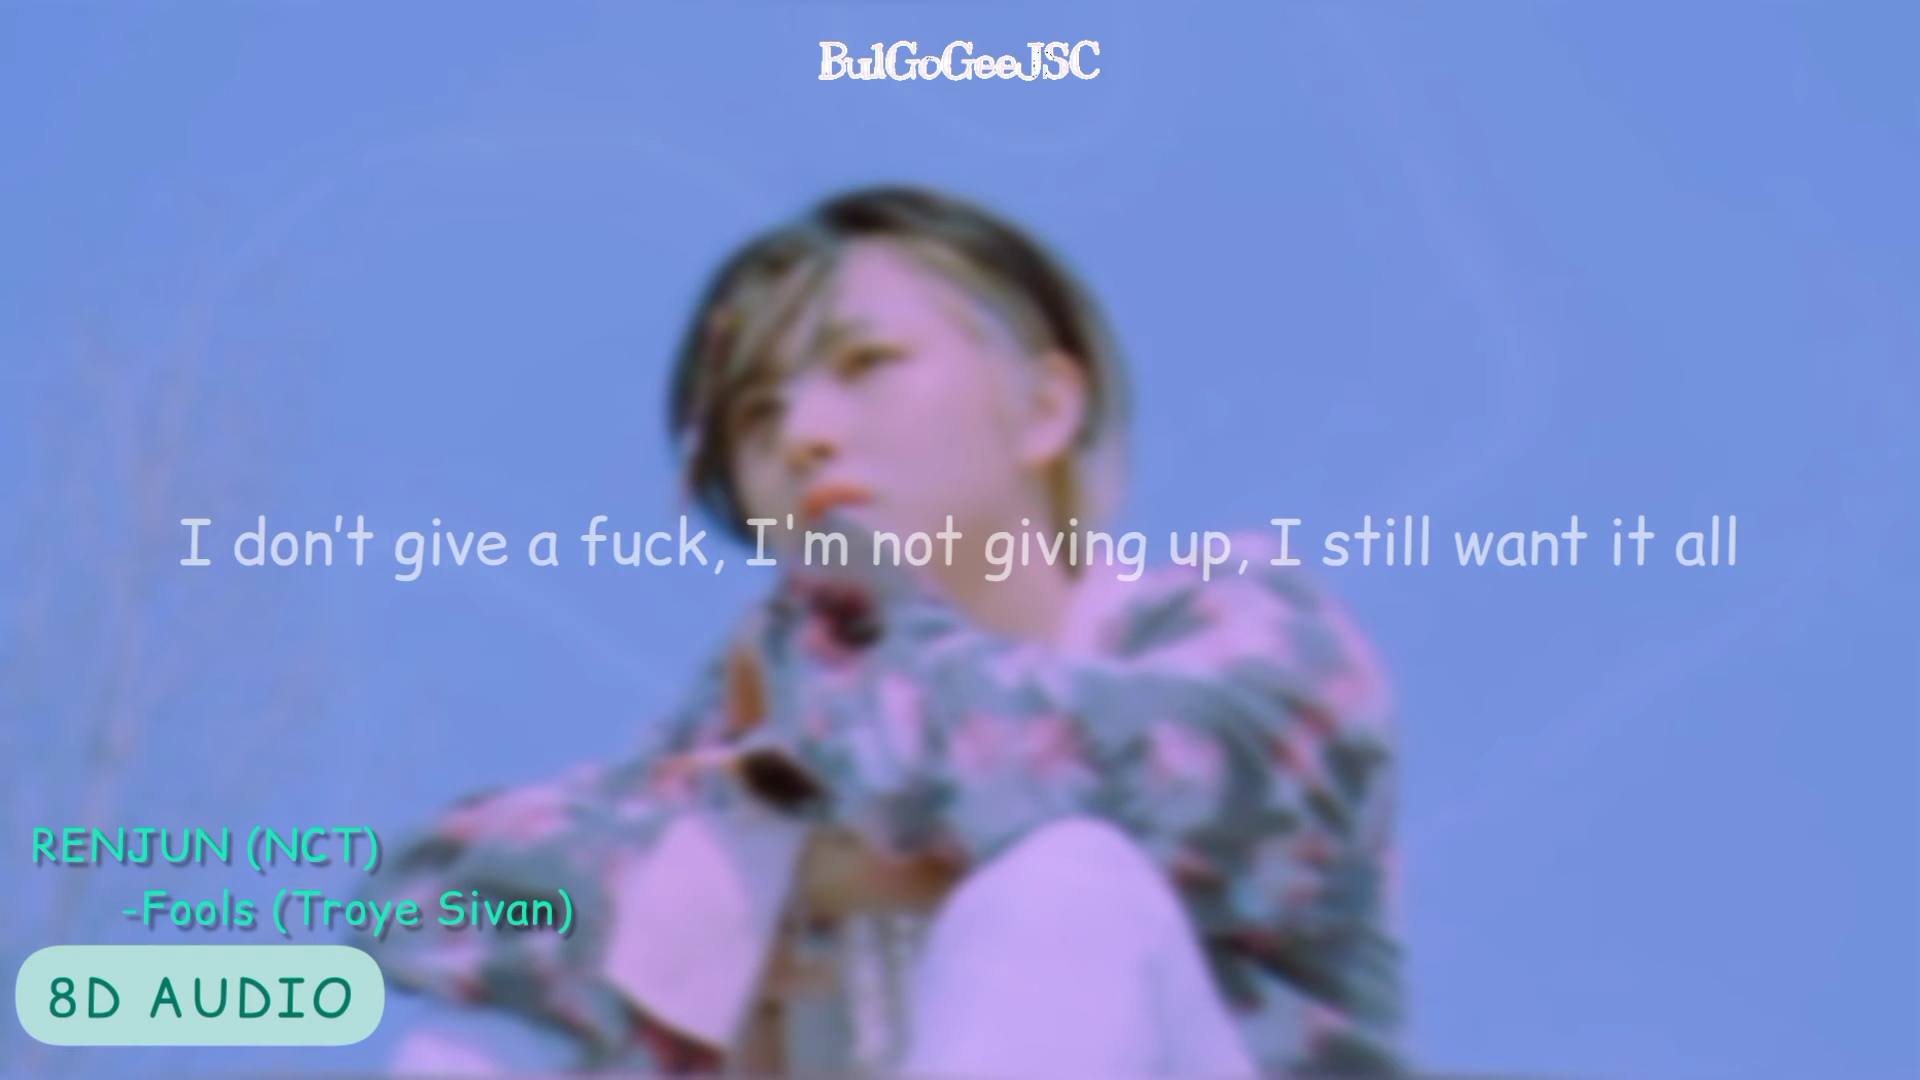 BulGoGeeJSC
I don't give a fuck, I'm not giving up, I still want it all
RENJUN (NCT)
-Fools (Troye Sivan)
8D AUDIO